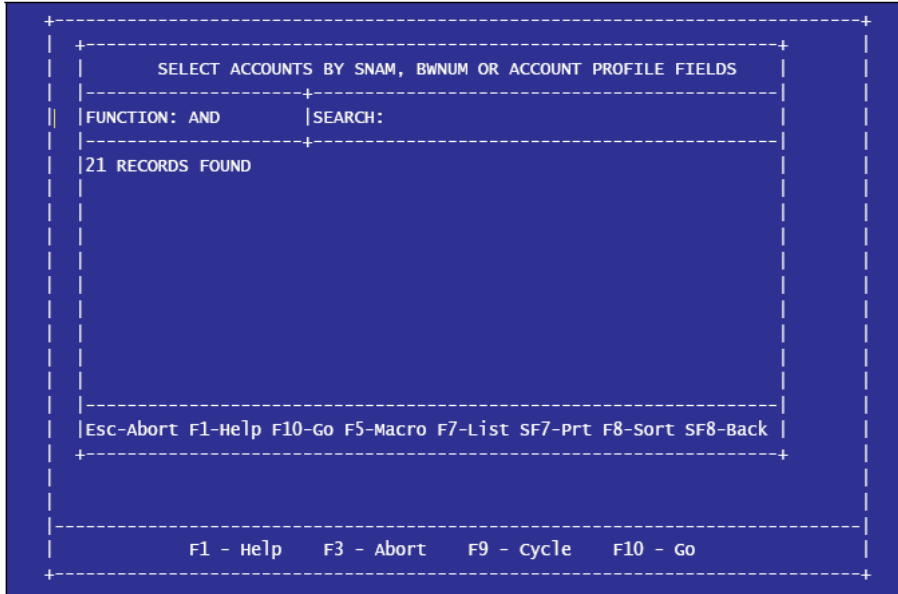 SELECT ACCOUNTS BY SNAM, BWNUM OR ACCOUNT PROFILE FIELDS
FUNCTION: AND |SEARCH:
21 RECORDS FOUND
Esc-Abort F1-Help F10-Go F5-Macro F7-List SF7-Prt F8-Sort SF8-Back
F1 - Help F3 - Abort F9 - Cycle F10 - Go